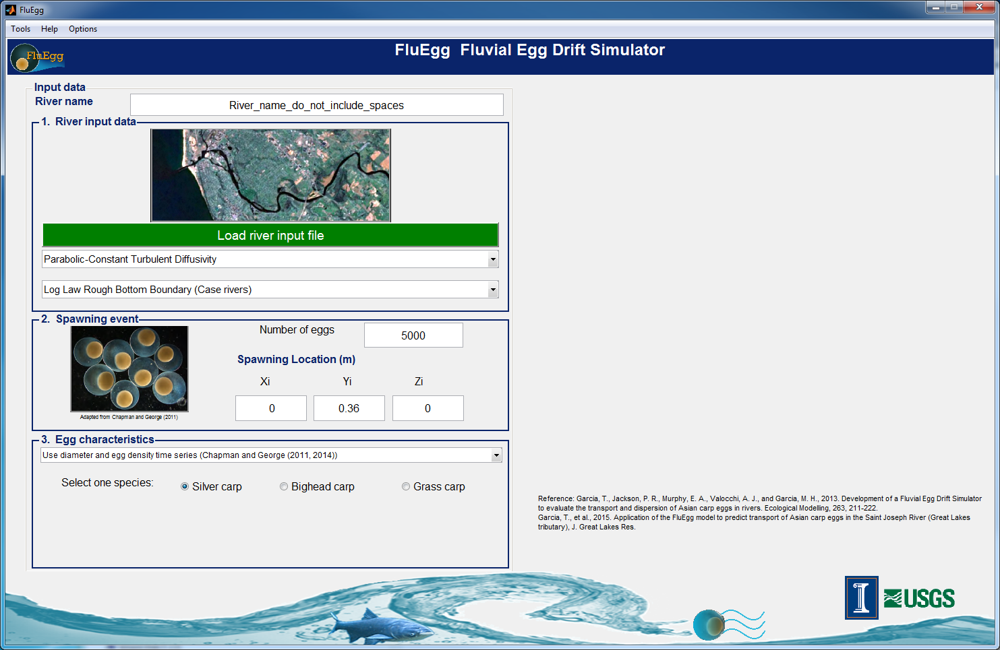 FluEgg
Tools Help Options
FluEgg
FluEgg Fluvial Egg Drift Simulator
Input data
River name
River_name_do_not_include_spaces
1. River input data
Load river input file
Parabolic-Constant Turbulent Diffusivity
Log Law Rough Bottom Boundary (Case rivers)
2. Spawning event
Number of eggs
5000
Spawning Location (m)
Xi Yi Zi
0 0.36 0
Adapted from Chapman and George (2011)
3. Egg characteristics
Use diameter and egg density time series (Chapman and George (2011, 2014))
Select one species: Silver carp Bighead carp Grass carp
Reference: Garcia, T., Jackson, P. R., Murphy, E. A., Valocchi, A. J., and Garcia, M. H., 2013. Development of a Fluvial Egg Drift Simulator
to evaluate the transport and dispersion of Asian carp eggs in rivers. Ecological Modelling, 263, 211-222.
Garcia, T., et al., 2015. Application of the FluEgg model to predict transport of Asian carp eggs in the Saint Joseph River (Great Lakes
tributary), J. Great Lakes Res.
I
USGS